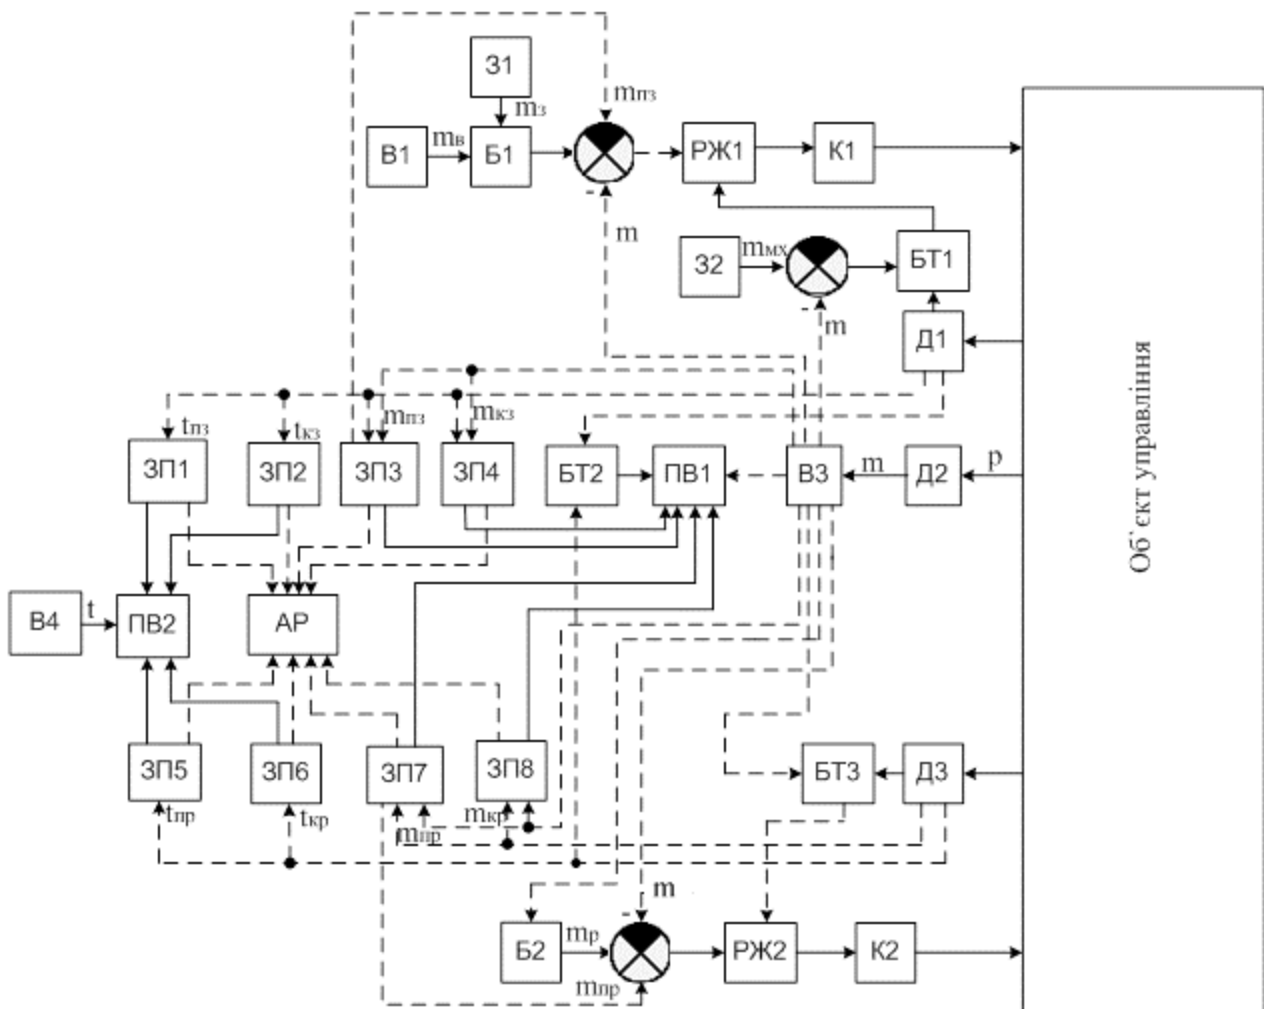 З1
mпз
mз
В1
mв
Б1
РЖ1
К1
-
m
З2
mмх
БТ1
-
m
Д1
Об`єкт управління
tпз
tкз
mпз
mкз
ЗП1
ЗП2
ЗП3
ЗП4
БТ2
ПВ1
В3
m
Д2
p
В4
t
ПВ2
АР
ЗП5
ЗП6
ЗП7
ЗП8
БТ3
Д3
tпр
tкр
mпр
mкр
-
m
Б2
mр
РЖ2
К2
mпр